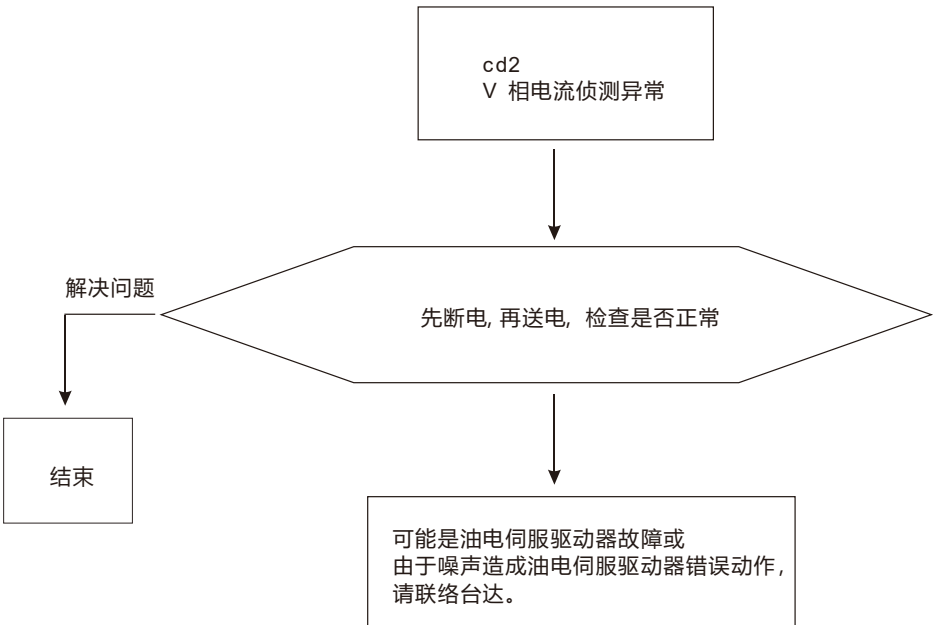 cd2
V 相电流侦测异常
解决问题
先断电, 再送电, 检查是否正常
结束
可能是油电伺服驱动器故障或
由于噪声造成油电伺服驱动器错误动作,
请联络台达。